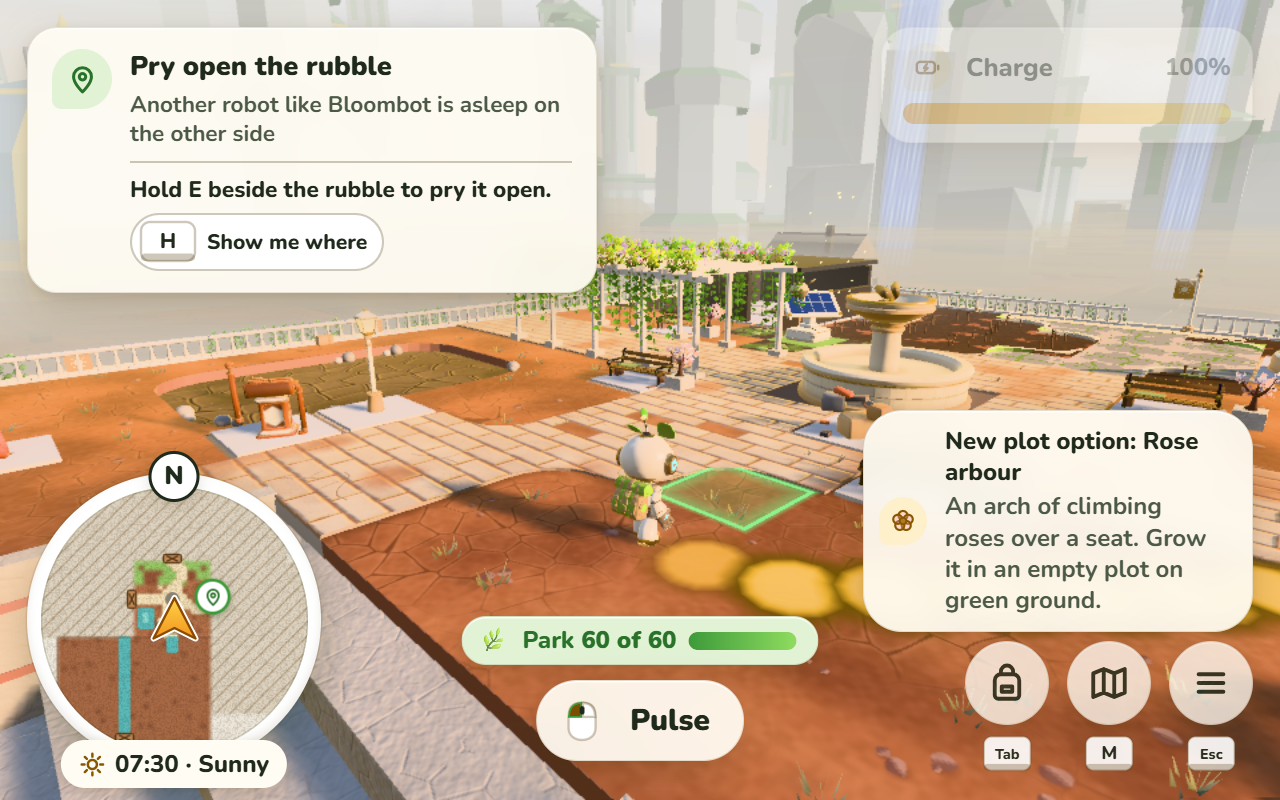 Pry open the rubble
Another robot like Bloombot is asleep on
the other side
Hold E beside the rubble to pry it open.
H Show me where
Charge 100%
New plot option: Rose
arbour
An arch of climbing
roses over a seat. Grow
it in an empty plot on
green ground.
N
Park 60 of 60
Pulse
07:30 · Sunny
Tab M Esc